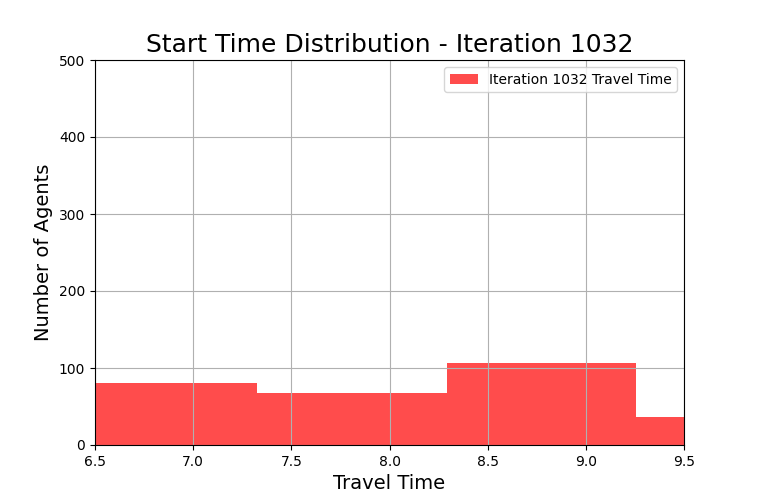 Start Time Distribution - Iteration 1032
Iteration 1032 Travel Time
Number of Agents
500
400
300
200
100
0
6.5 7.0 7.5 8.0 8.5 9.0 9.5
Travel Time